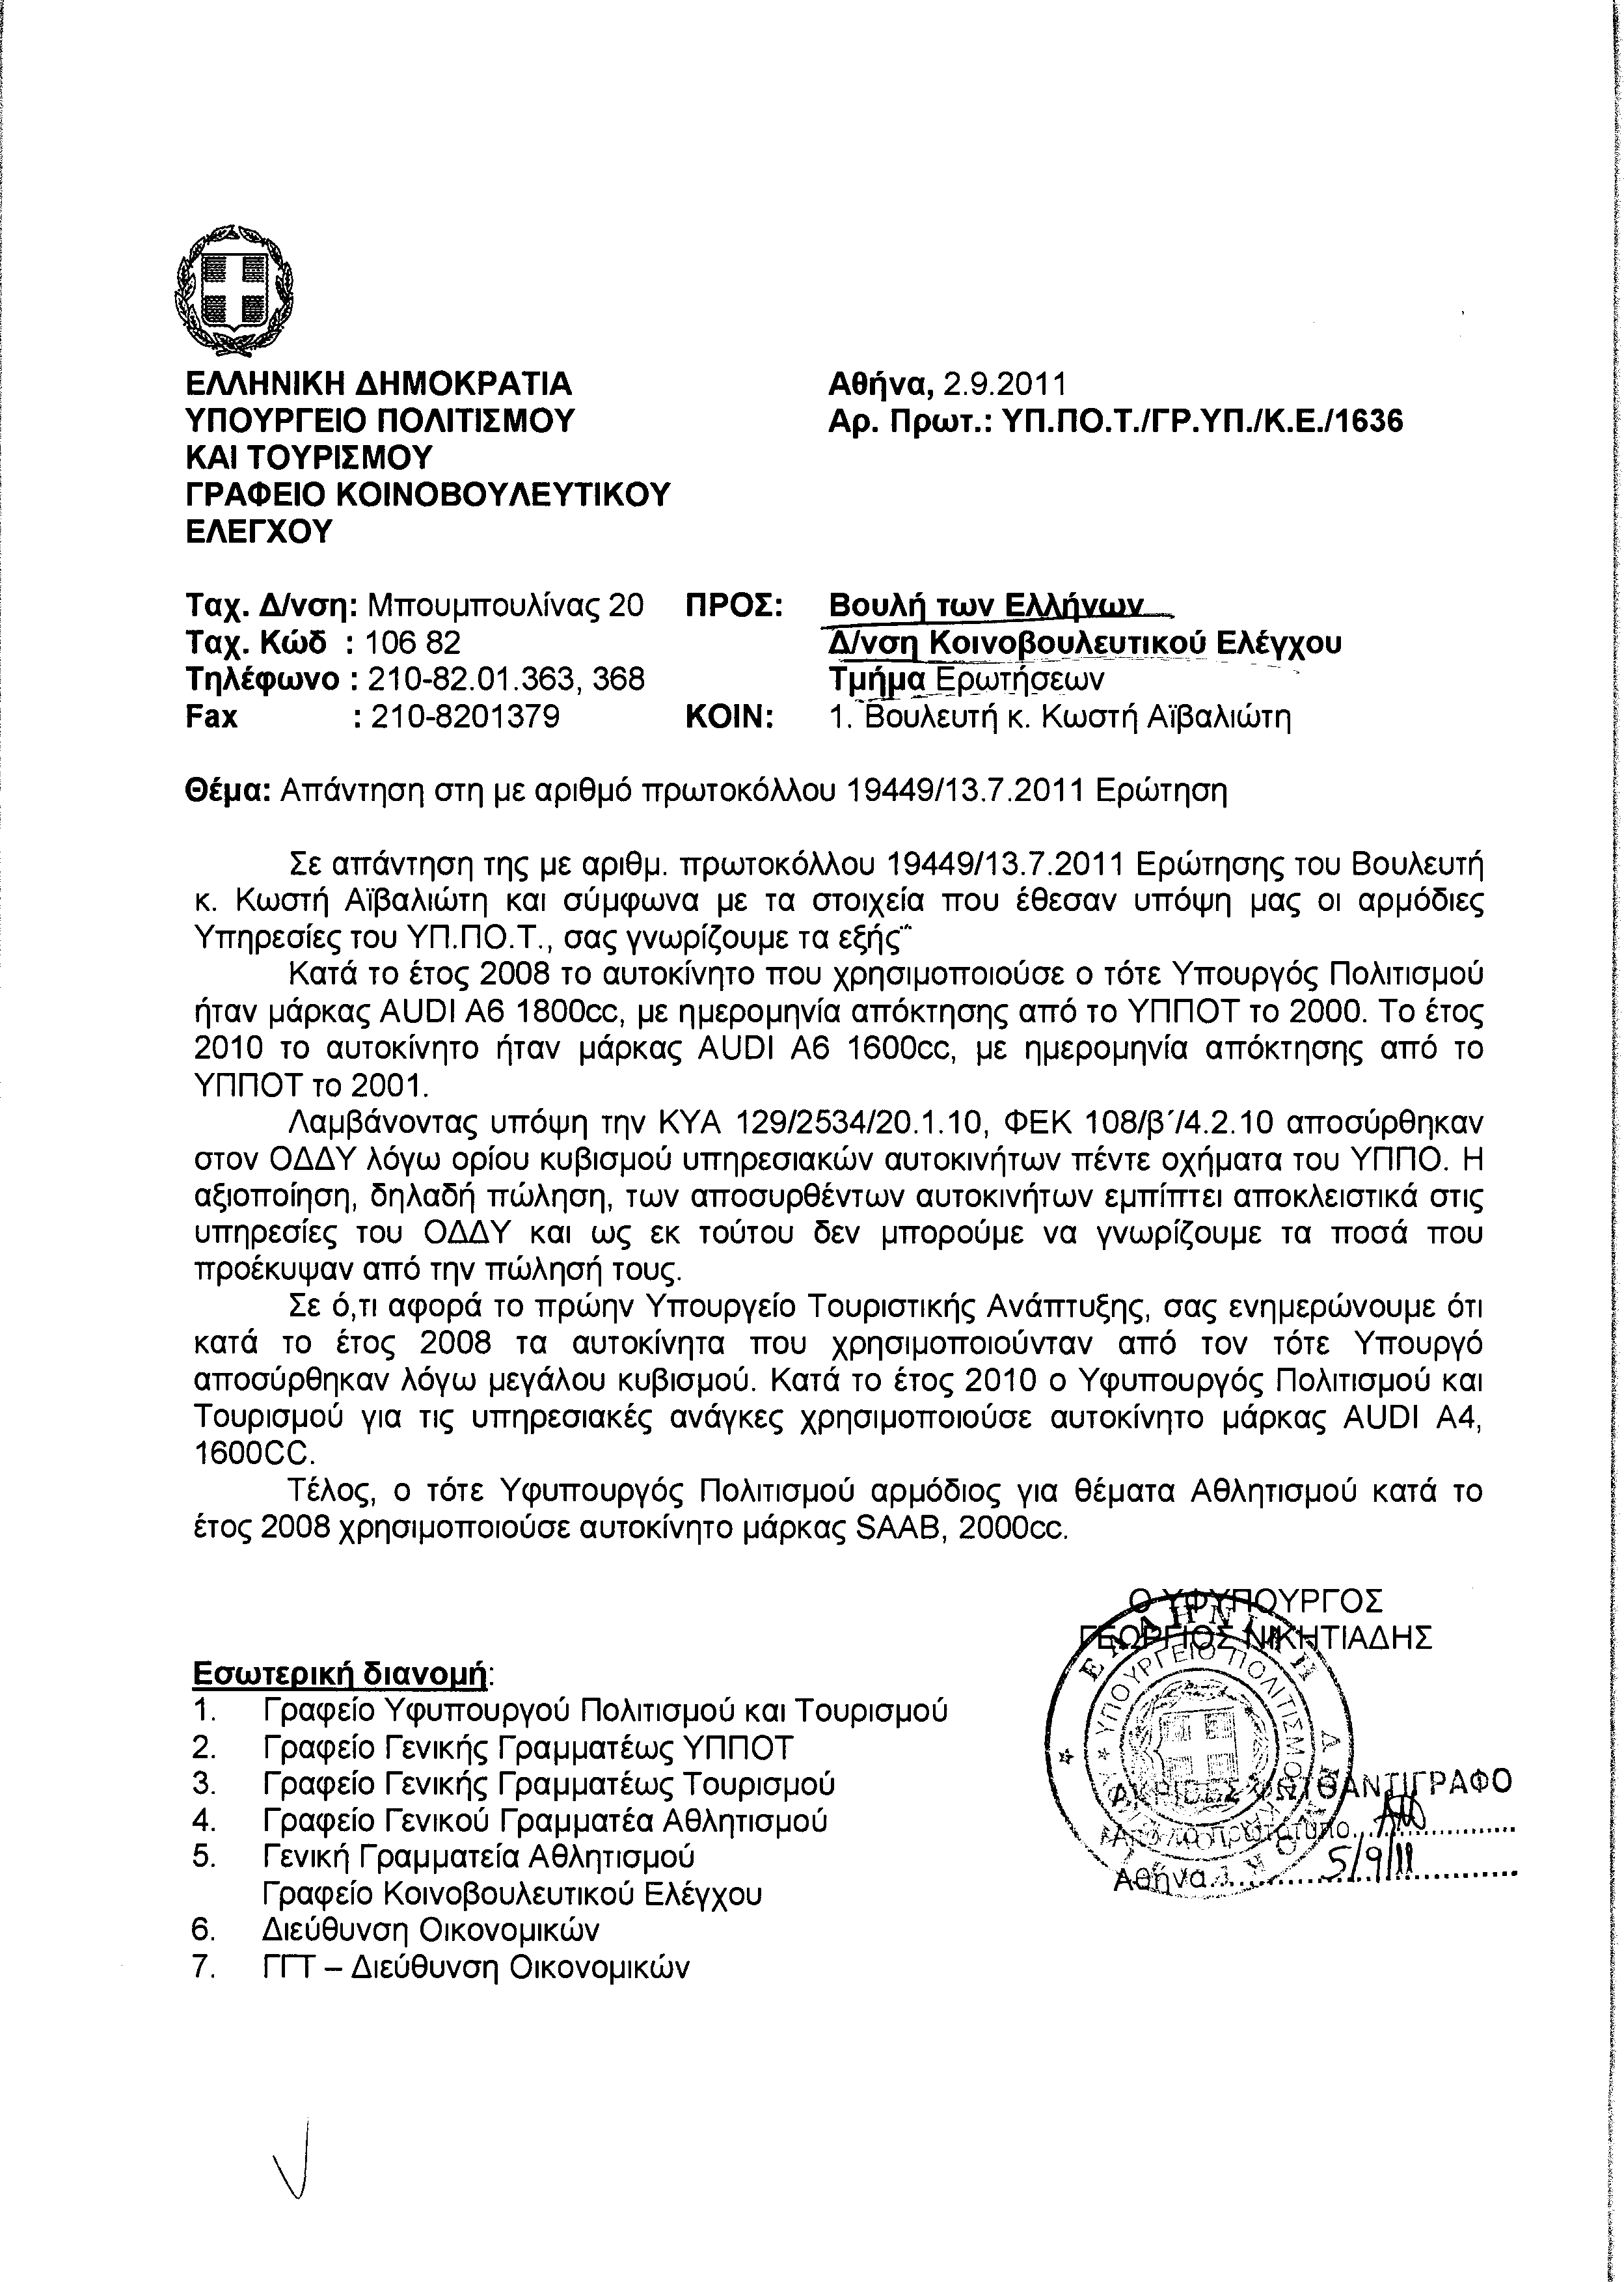 ΕΛΛΗΝΙΚΗ ΔΗΜΟΚΡΑΤΙΑ
ΥΠΟΥΡΓΕΙΟ ΠΟΛΙΤΙΣΜΟΥ
ΚΑΙ ΤΟΥΡΙΣΜΟΥ
ΓΡΑΦΕΙΟ ΚΟΙΝΟΒΟΥΛΕΥΤΙΚΟΥ
ΕΛΕΓΧΟΥ
Αθήνα, 2.9.2011
Αρ. Πρωτ.: ΥΠ.ΠΟ.Τ./ΓΡ.ΥΠ./Κ.Ε./1636
Ταχ. Δ/νση: Μπουμπουλίνας 20 ΠΡΟΣ: Βουλή των Ελλήνων
Ταχ. Κώδ : 106 82 Δ/νση Κοινοβουλευτικού Ελέγχου
Τηλέφωνο : 210-82.01.363, 368 Τμήμα Ερωτήσεων
Fax : 210-8201379 ΚΟΙΝ: 1. Βουλευτή κ. Κωστή Αϊβαλιώτη
Θέμα: Απάντηση στη με αριθμό πρωτοκόλλου 19449/13.7.2011 Ερώτηση
Σε απάντηση της με αριθμ. πρωτοκόλλου 19449/13.7.2011 Ερώτησης του Βουλευτή
κ. Κωστή Αϊβαλιώτη και σύμφωνα με τα στοιχεία που έθεσαν υπόψη μας οι αρμόδιες
Υπηρεσίες του ΥΠ.ΠΟ.Τ., σας γνωρίζουμε τα εξής¨
Κατά το έτος 2008 το αυτοκίνητο που χρησιμοποιούσε ο τότε Υπουργός Πολιτισμού
ήταν μάρκας AUDI A6 1800cc, με ημερομηνία απόκτησης από το ΥΠΠΟΤ το 2000. Το έτος
2010 το αυτοκίνητο ήταν μάρκας AUDI A6 1600cc, με ημερομηνία απόκτησης από το
ΥΠΠΟΤ το 2001.
Λαμβάνοντας υπόψη την ΚΥΑ 129/2534/20.1.10, ΦΕΚ 108/β΄/4.2.10 αποσύρθηκαν
στον ΟΔΔΥ λόγω ορίου κυβισμού υπηρεσιακών αυτοκινήτων πέντε οχήματα του ΥΠΠΟ. Η
αξιοποίηση, δηλαδή πώληση, των αποσυρθέντων αυτοκινήτων εμπίπτει αποκλειστικά στις
υπηρεσίες του ΟΔΔΥ και ως εκ τούτου δεν μπορούμε να γνωρίζουμε τα ποσά που
προέκυψαν από την πώλησή τους.
Σε ό,τι αφορά το πρώην Υπουργείο Τουριστικής Ανάπτυξης, σας ενημερώνουμε ότι
κατά το έτος 2008 τα αυτοκίνητα που χρησιμοποιούνταν από τον τότε Υπουργό
αποσύρθηκαν λόγω μεγάλου κυβισμού. Κατά το έτος 2010 ο Υφυπουργός Πολιτισμού και
Τουρισμού για τις υπηρεσιακές ανάγκες χρησιμοποιούσε αυτοκίνητο μάρκας AUDI A4,
1600CC.
Τέλος, ο τότε Υφυπουργός Πολιτισμού αρμόδιος για θέματα Αθλητισμού κατά το
έτος 2008 χρησιμοποιούσε αυτοκίνητο μάρκας SAAB, 2000cc.
Ο ΥΦΥΠΟΥΡΓΟΣ
ΓΕΩΡΓΙΟΣ ΝΙΚΗΤΙΑΔΗΣ
ΕΛΛΗΝΙΚΗ ΔΗΜΟΚΡΑΤΙΑ
ΥΠΟΥΡΓΕΙΟ ΠΟΛΙΤΙΣΜΟΥ
ΑΚΡΙΒΕΣ ΦΩΤΟΑΝΤΙΓΡΑΦΟ
Από το πρωτότυπο
Αθήνα 5/9/11
Εσωτερική διανομή:
1. Γραφείο Υφυπουργού Πολιτισμού και Τουρισμού
2. Γραφείο Γενικής Γραμματέως ΥΠΠΟΤ
3. Γραφείο Γενικής Γραμματέως Τουρισμού
4. Γραφείο Γενικού Γραμματέα Αθλητισμού
5. Γενική Γραμματεία Αθλητισμού
Γραφείο Κοινοβουλευτικού Ελέγχου
6. Διεύθυνση Οικονομικών
7. ΓΓΤ – Διεύθυνση Οικονομικών